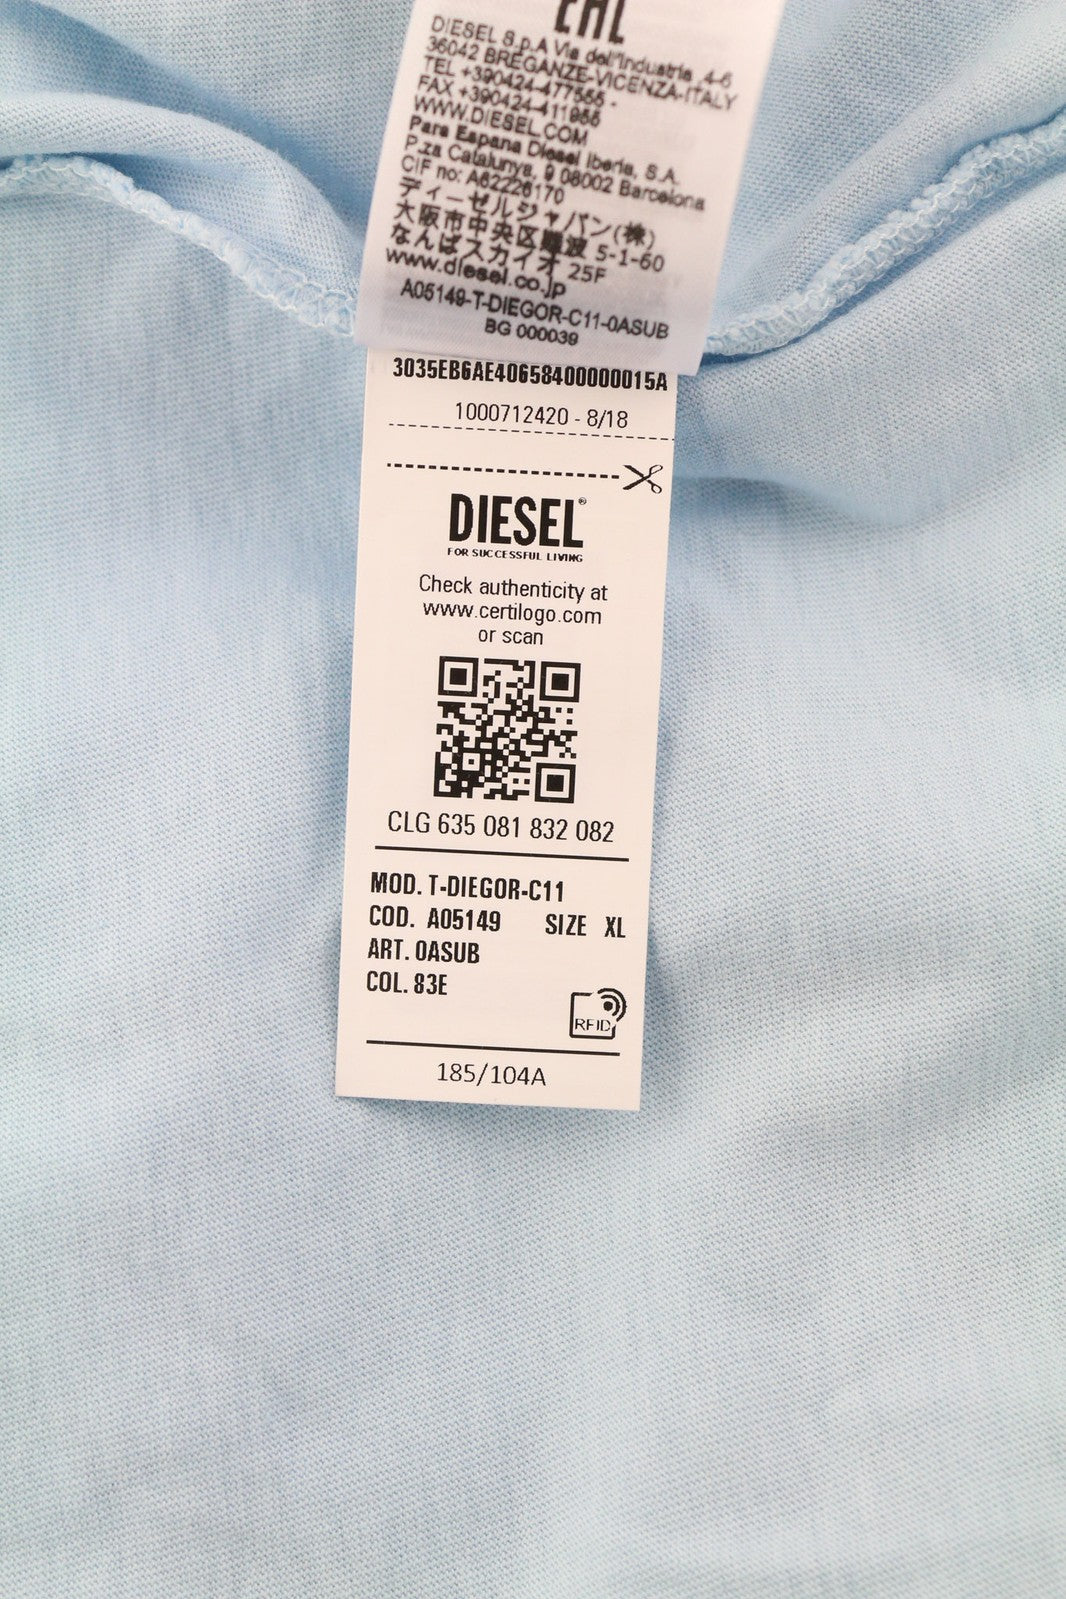 EAC
DIESEL S.p.A Via dell'Industria ,4-6
36042 BREGANZE-VICENZA-ITALY
TEL +390424-477555 -
FAX +390424-411955
WWW.DIESEL.COM
Para Espana Diesel Iberia, S.A.
P.za Catalunya, 9 08002 Barcelona
CIF no: A62226170
ディーゼルジャパン(株)
大阪市中央区難波 5-1-60
なんばスカイオ 25F
www.diesel.co.jp
A05149-T-DIEGOR-C11-0ASUB
BG 000039
3035EB6AE40658400000015A
1000712420 - 8/18
DIESEL®
FOR SUCCESSFUL LIVING
Check authenticity at
www.certilogo.com
or scan
CLG 635 081 832 082
MOD. T-DIEGOR-C11
COD. A05149 SIZE XL
ART. 0ASUB
COL. 83E
RFID
185/104A